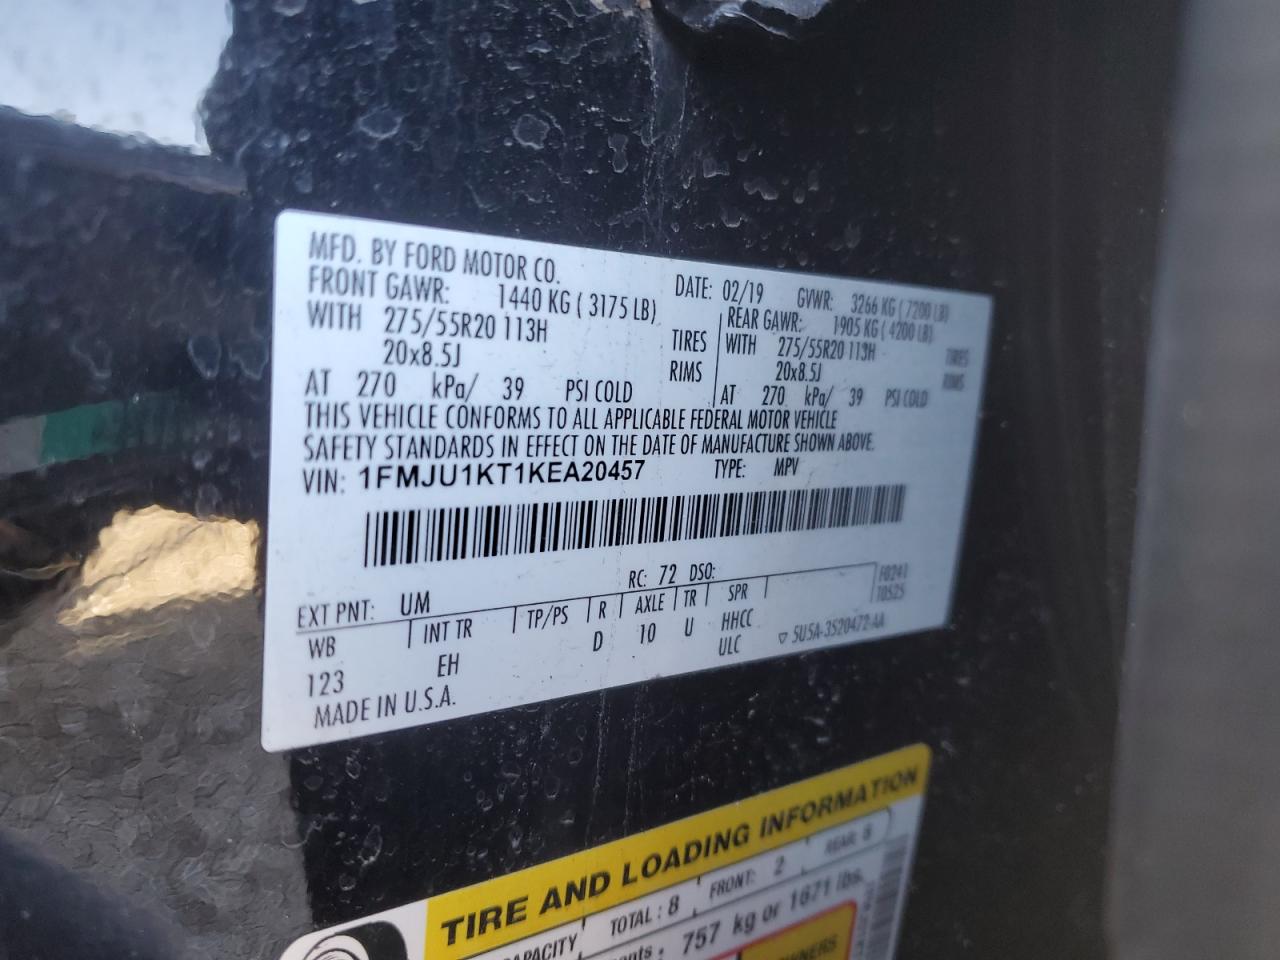 MFD. BY FORD MOTOR CO.
DATE: 02/19 GVWR: 3266 KG ( 7200 LB)
FRONT GAWR: 1440 KG ( 3175 LB) REAR GAWR: 1905 KG ( 4200 LB)
WITH 275/55R20 113H TIRES WITH 275/55R20 113H TIRES
20x8.5J RIMS 20x8.5J RIMS
AT 270 kPa/ 39 PSI COLD AT 270 kPa/ 39 PSI COLD
THIS VEHICLE CONFORMS TO ALL APPLICABLE FEDERAL MOTOR VEHICLE
SAFETY STANDARDS IN EFFECT ON THE DATE OF MANUFACTURE SHOWN ABOVE.
VIN: 1FMJU1KT1KEA20457 TYPE: MPV
EXT PNT: UM RC: 72 DSO: F0241
T0525
WB INT TR TP/PS R AXLE TR SPR
123 EH D 10 U HHCC
ULC ▽ 5U5A-3520472-AA
MADE IN U.S.A.
TIRE AND LOADING INFORMATION
CAPACITY TOTAL : 8 FRONT: 2 REAR: 6
757 kg or 1671 lbs.